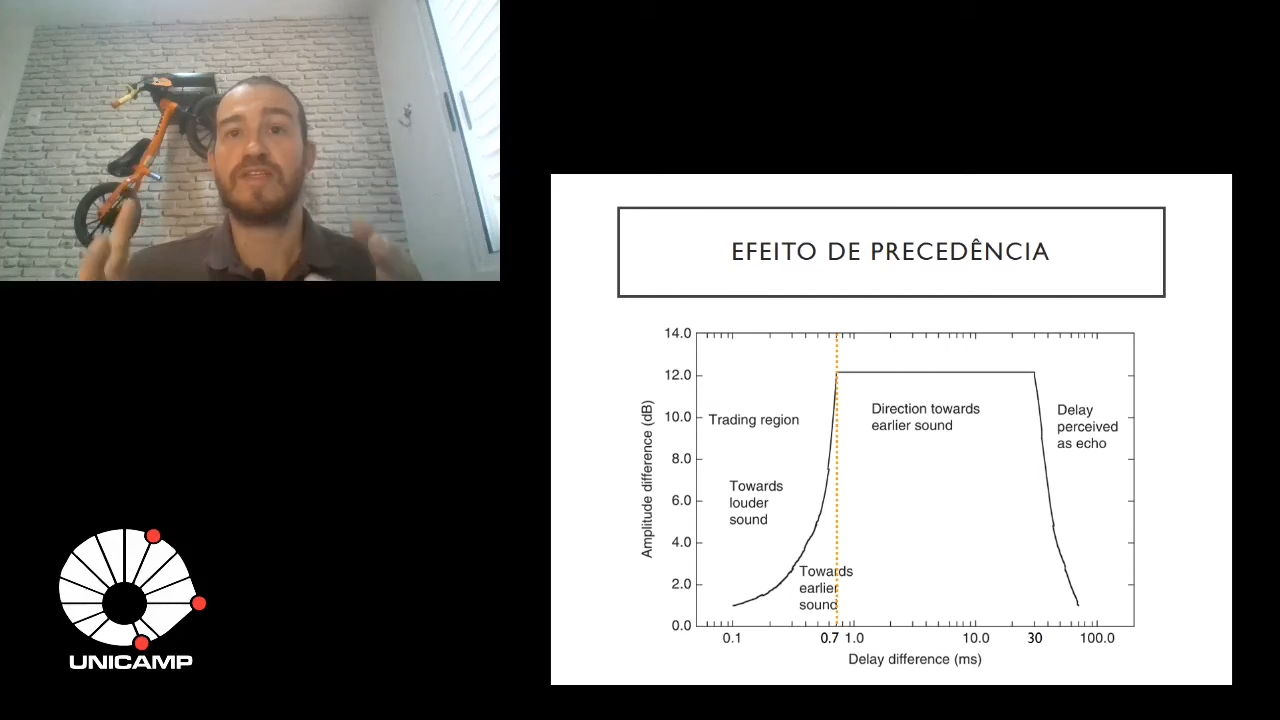 EFEITO DE PRECEDÊNCIA
14.0
12.0
10.0
8.0
6.0
4.0
2.0
0.0
Amplitude difference (dB)
Trading region
Towards
louder
sound
Towards
earlier
sound
Direction towards
earlier sound
Delay
perceived
as echo
0.1 0.7 1.0 10.0 30 100.0
Delay difference (ms)
UNICAMP